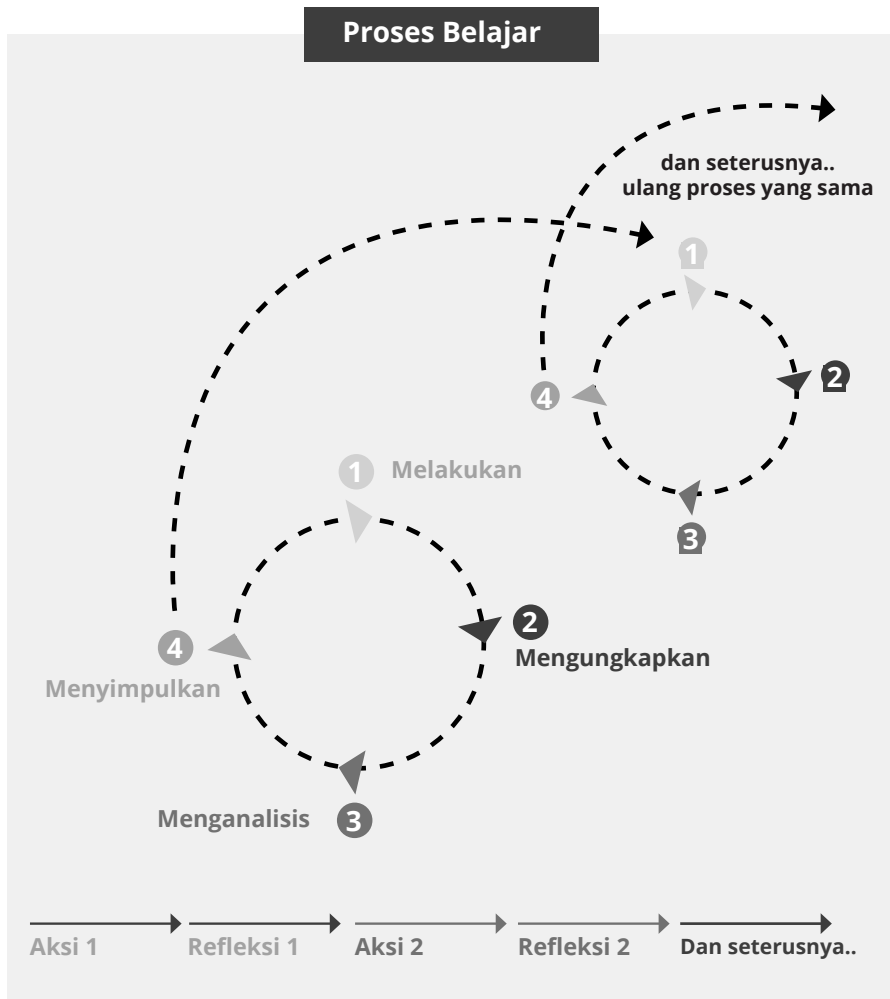 Proses Belajar
dan seterusnya..
ulang proses yang sama
1
2
4
3
1 Melakukan
2
Mengungkapkan
4
Menyimpulkan
Menganalisis 3
Aksi 1
Refleksi 1
Aksi 2
Refleksi 2
Dan seterusnya..